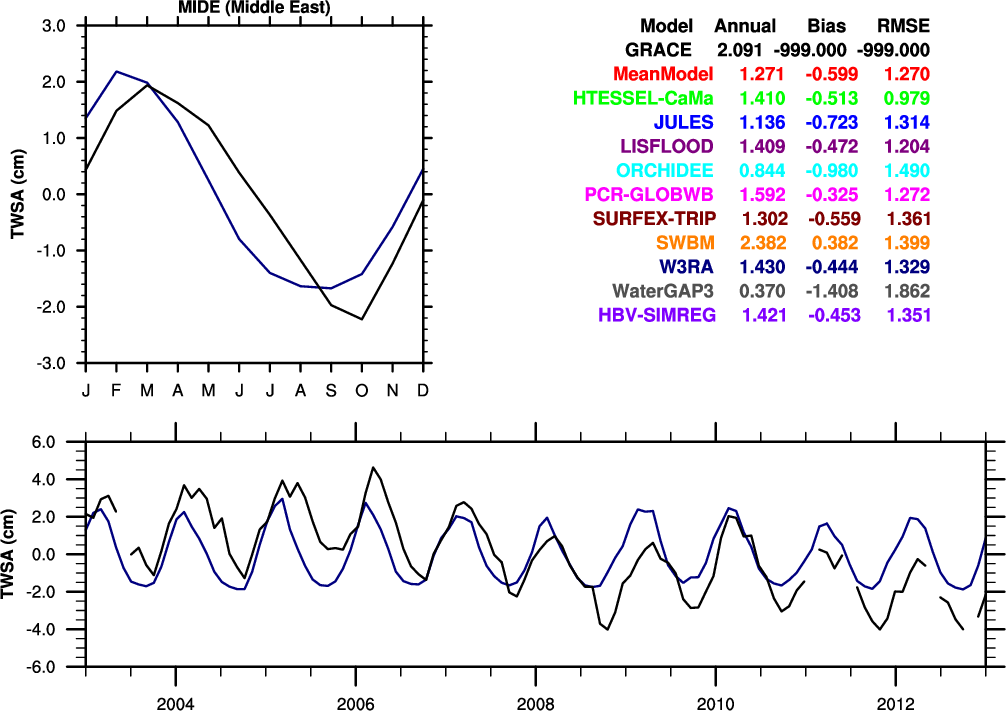 MIDE (Middle East)
3.0
2.0
1.0
0.0
-1.0
-2.0
-3.0
TWSA (cm)
J F M A M J J A S O N D
Model Annual Bias RMSE
GRACE 2.091 -999.000 -999.000
MeanModel 1.271 -0.599 1.270
HTESSEL-CaMa 1.410 -0.513 0.979
JULES 1.136 -0.723 1.314
LISFLOOD 1.409 -0.472 1.204
ORCHIDEE 0.844 -0.980 1.490
PCR-GLOBWB 1.592 -0.325 1.272
SURFEX-TRIP 1.302 -0.559 1.361
SWBM 2.382 0.382 1.399
W3RA 1.430 -0.444 1.329
WaterGAP3 0.370 -1.408 1.862
HBV-SIMREG 1.421 -0.453 1.351
6.0
4.0
2.0
0.0
-2.0
-4.0
-6.0
TWSA (cm)
2004 2006 2008 2010 2012